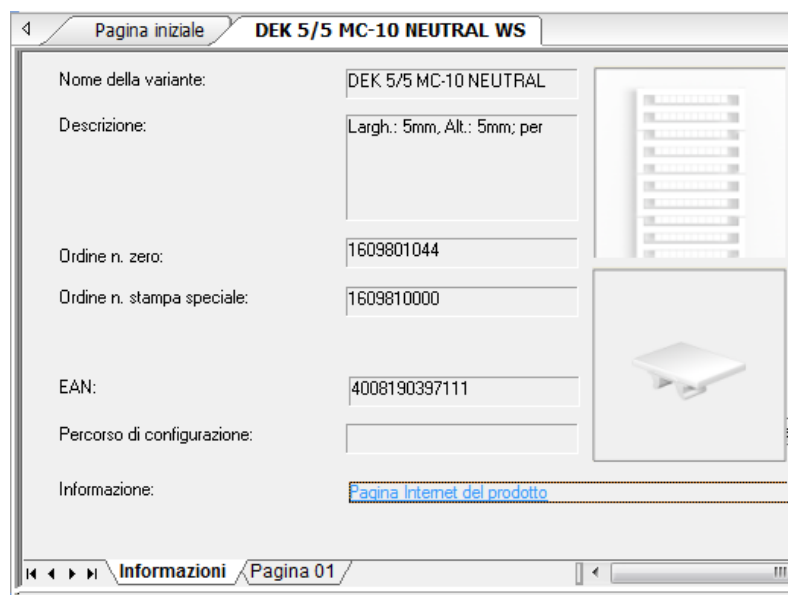 Pagina iniziale DEK 5/5 MC-10 NEUTRAL WS
Nome della variante: DEK 5/5 MC-10 NEUTRAL
Descrizione: Largh.: 5mm, Alt.: 5mm; per
Ordine n. zero: 1609801044
Ordine n. stampa speciale: 1609810000
EAN: 4008190397111
Percorso di configurazione:
Informazione: Pagina Internet del prodotto
Informazioni Pagina 01